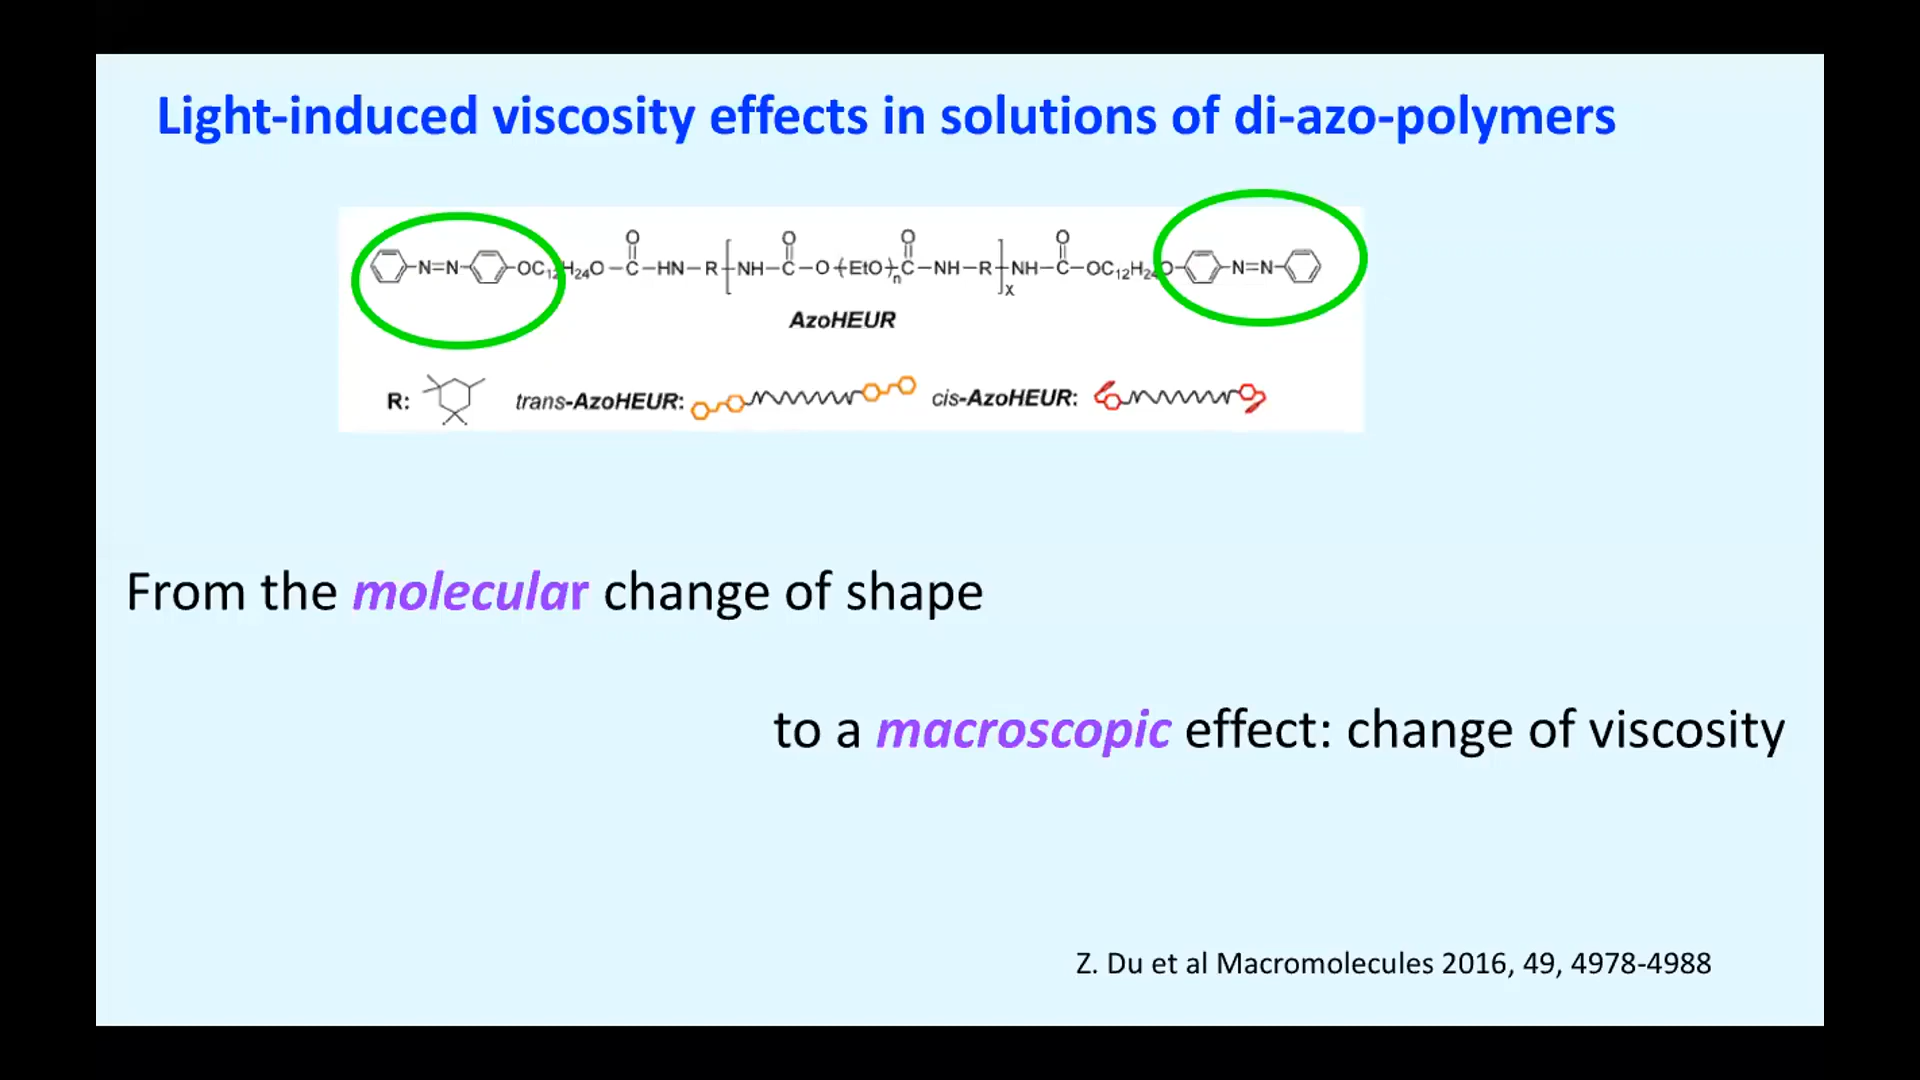 Light-induced viscosity effects in solutions of di-azo-polymers
N=N OC12H24O C O HN R NH C O O EtO n C O NH R x NH C O OC12H24O N=N
AzoHEUR
R: trans-AzoHEUR: cis-AzoHEUR:
From the molecular change of shape
to a macroscopic effect: change of viscosity
Z. Du et al Macromolecules 2016, 49, 4978-4988